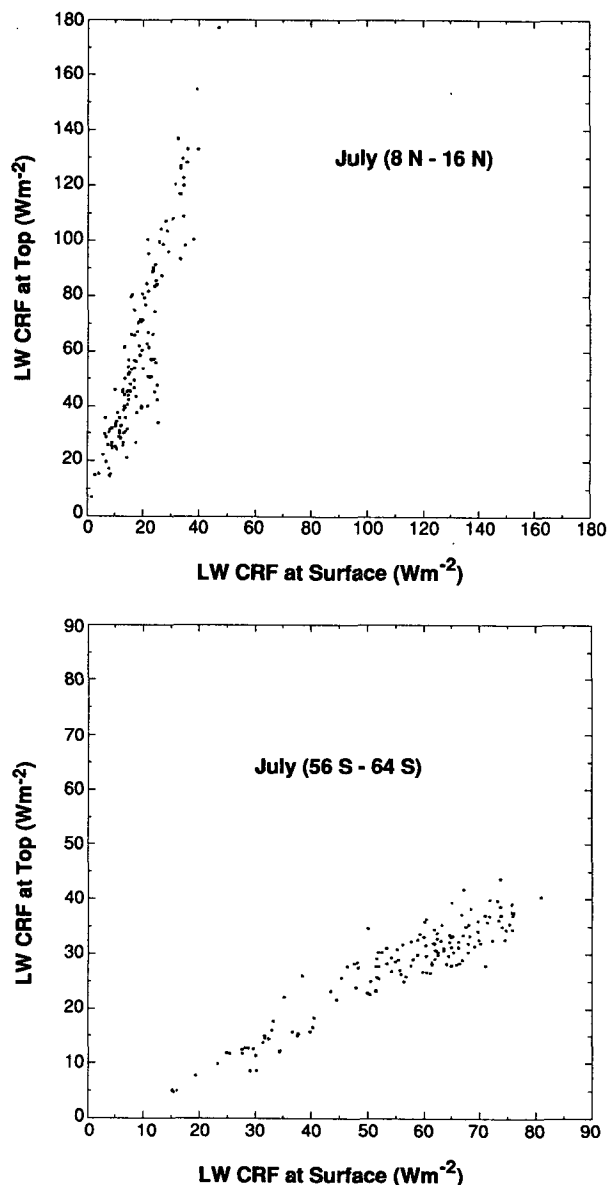 180
160
140
120
100
80
60
40
20
0
LW CRF at Top (Wm-2)
July (8 N - 16 N)
0 20 40 60 80 100 120 140 160 180
LW CRF at Surface (Wm-2)
90
80
70
60
50
40
30
20
10
0
LW CRF at Top (Wm-2)
July (56 S - 64 S)
0 10 20 30 40 50 60 70 80 90
LW CRF at Surface (Wm-2)